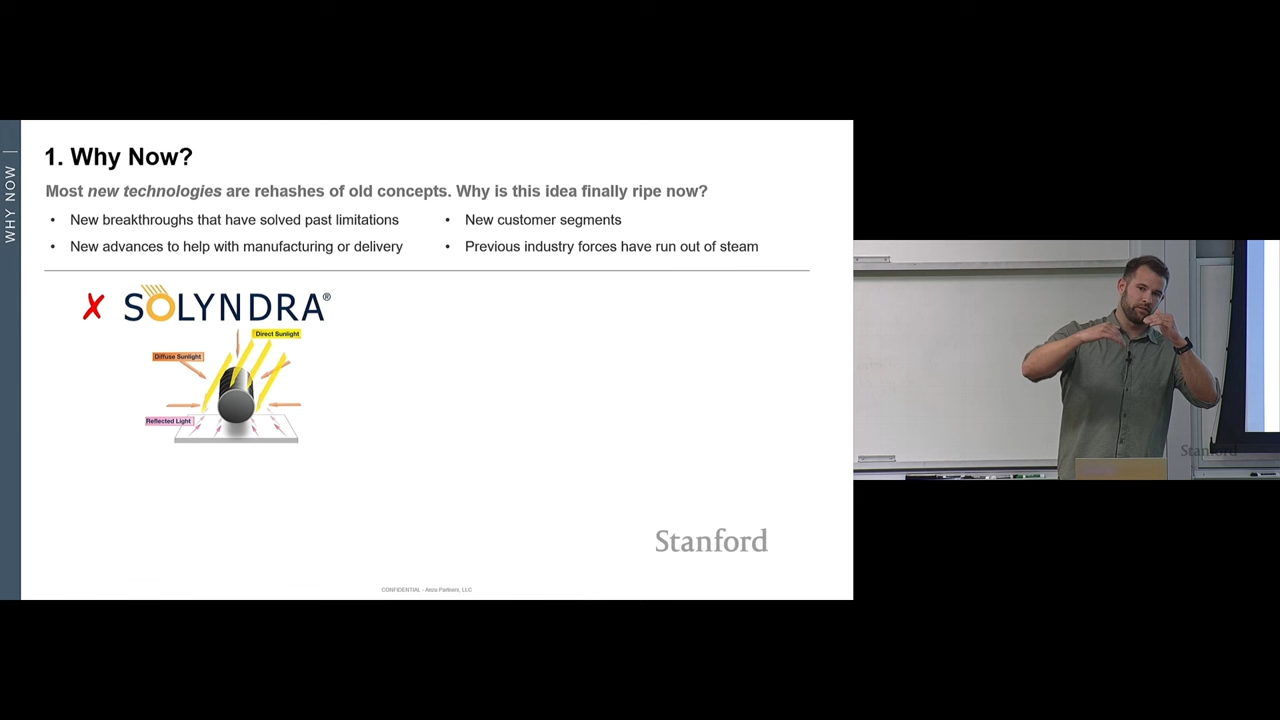 WHY NOW
1. Why Now?
Most new technologies are rehashes of old concepts. Why is this idea finally ripe now?
• New breakthroughs that have solved past limitations
• New advances to help with manufacturing or delivery
• New customer segments
• Previous industry forces have run out of steam
✗ SOLYNDRA®
Direct Sunlight
Diffuse Sunlight
Reflected Light
Stanford
CONFIDENTIAL - Anzu Partners, LLC
Stanford